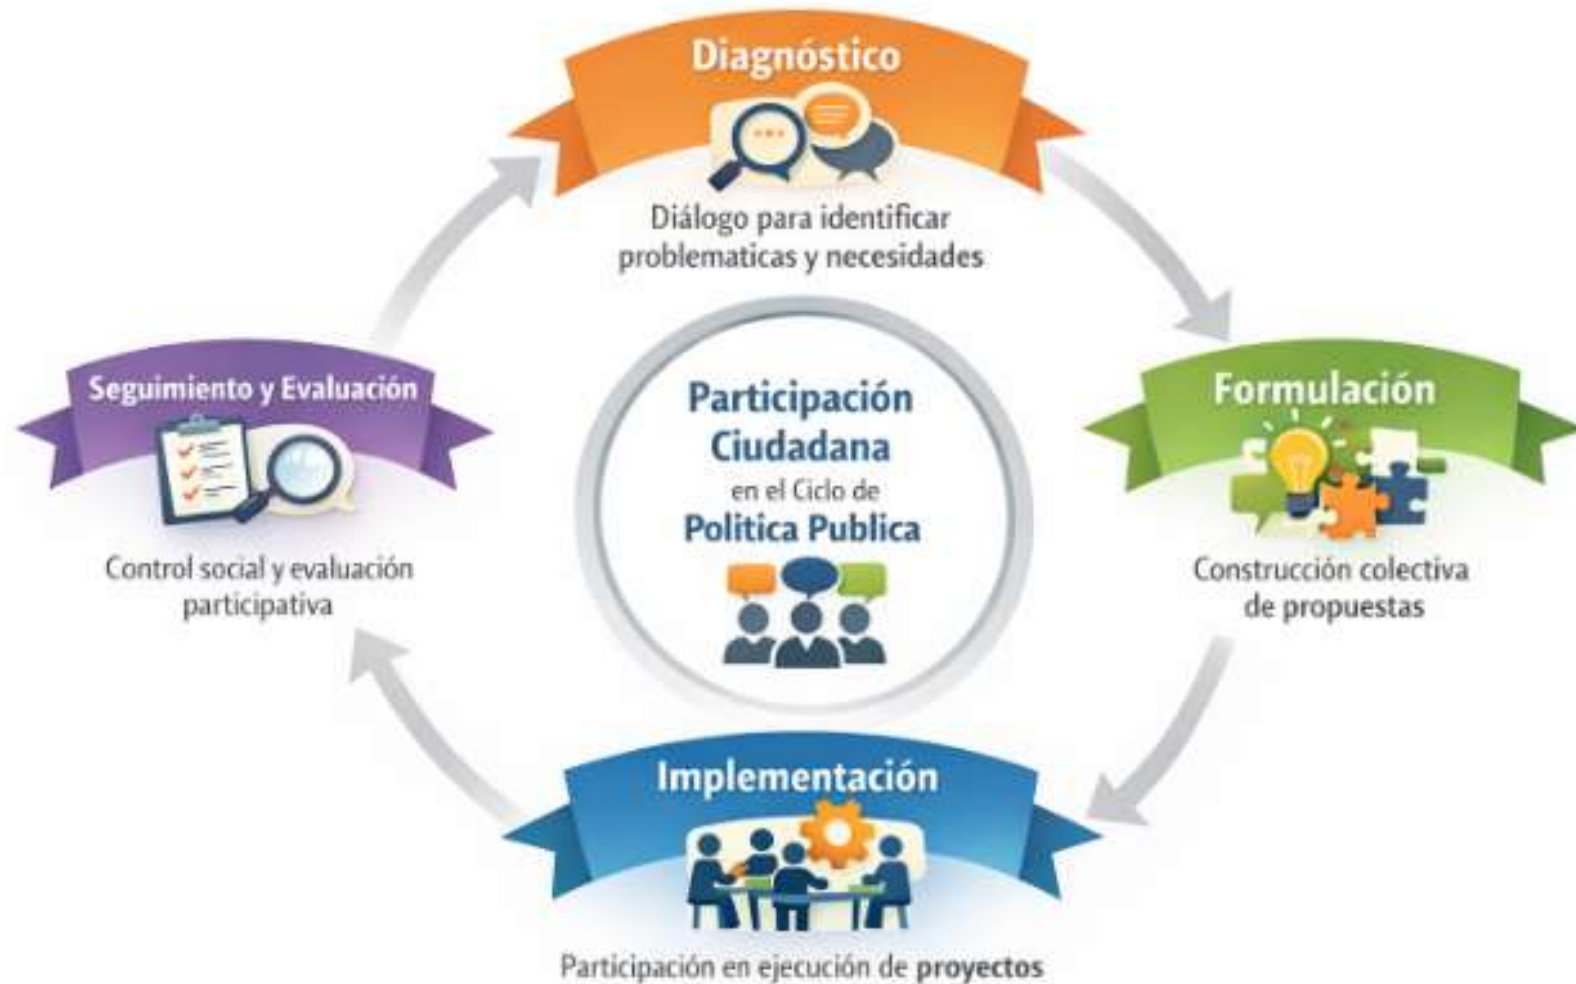 Diagnóstico
Diálogo para identificar
problematicas y necesidades
Formulación
Construcción colectiva
de propuestas
Implementación
Participación en ejecución de proyectos
Seguimiento y Evaluación
Control social y evaluación
participativa
Participación
Ciudadana
en el Ciclo de
Politica Publica